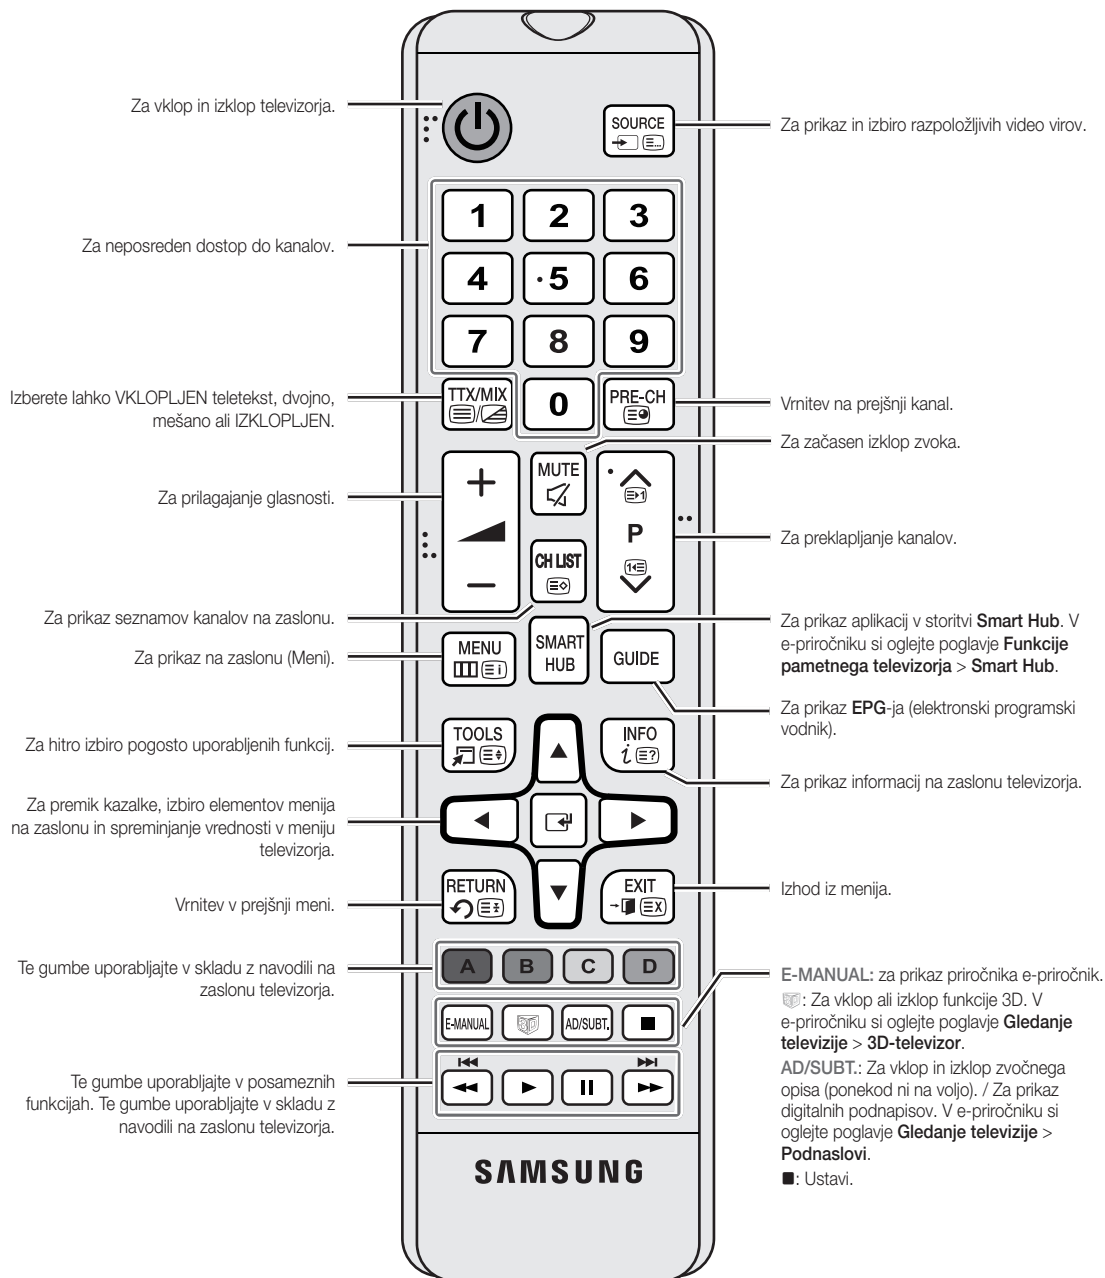 Za vklop in izklop televizorja.
SOURCE
Za prikaz in izbiro razpoložljivih video virov.
1 2 3
Za neposreden dostop do kanalov.
4 5 6
7 8 9
Izberete lahko VKLOPLJEN teletekst, dvojno,
mešano ali IZKLOPLJEN.
TTX/MIX
0
PRE-CH
Vrnitev na prejšnji kanal.
Za začasen izklop zvoka.
MUTE
Za prilagajanje glasnosti.
+
−
P
Za preklapljanje kanalov.
CH LIST
Za prikaz seznamov kanalov na zaslonu.
Za prikaz na zaslonu (Meni).
MENU
SMART
HUB
GUIDE
Za prikaz aplikacij v storitvi Smart Hub. V
e-priročniku si oglejte poglavje Funkcije
pametnega televizorja > Smart Hub.
Za prikaz EPG-ja (elektronski programski
vodnik).
Za hitro izbiro pogosto uporabljenih funkcij.
TOOLS
INFO
i
Za prikaz informacij na zaslonu televizorja.
Za premik kazalke, izbiro elementov menija
na zaslonu in spreminjanje vrednosti v meniju
televizorja.
Vrnitev v prejšnji meni.
RETURN
EXIT
Izhod iz menija.
Te gumbe uporabljajte v skladu z navodili na
zaslonu televizorja.
A B C D
E-MANUAL
AD/SUBT.
E-MANUAL: za prikaz priročnika e-priročnik.
: Za vklop ali izklop funkcije 3D. V
e-priročniku si oglejte poglavje Gledanje
televizije > 3D-televizor.
AD/SUBT.: Za vklop in izklop zvočnega
opisa (ponekod ni na voljo). / Za prikaz
digitalnih podnapisov. V e-priročniku si
oglejte poglavje Gledanje televizije >
Podnaslovi.
■: Ustavi.
Te gumbe uporabljajte v posameznih
funkcijah. Te gumbe uporabljajte v skladu z
navodili na zaslonu televizorja.
SAMSUNG